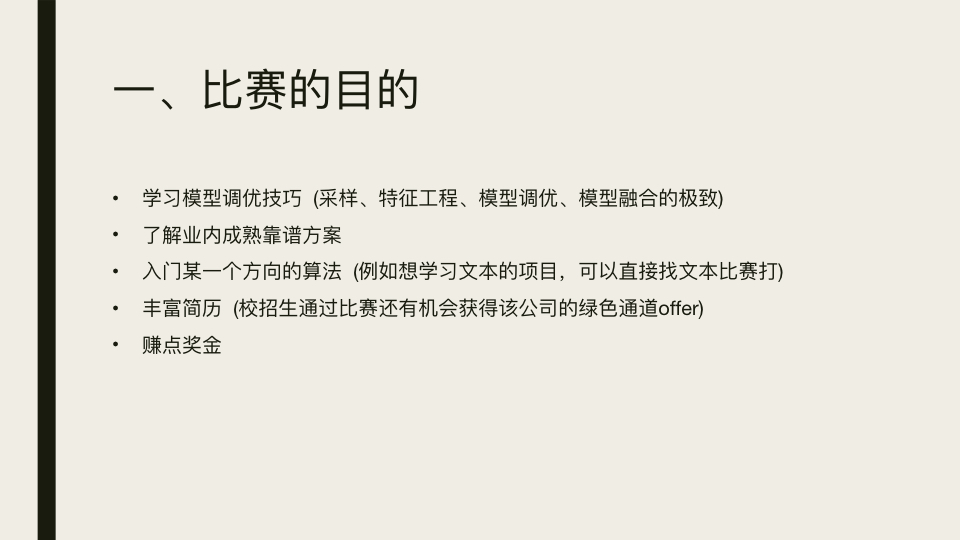 一、比赛的目的
• 学习模型调优技巧 (采样、特征工程、模型调优、模型融合的极致)
• 了解业内成熟靠谱方案
• 入门某一个方向的算法 (例如想学习文本的项目，可以直接找文本比赛打)
• 丰富简历 (校招生通过比赛还有机会获得该公司的绿色通道offer)
• 赚点奖金